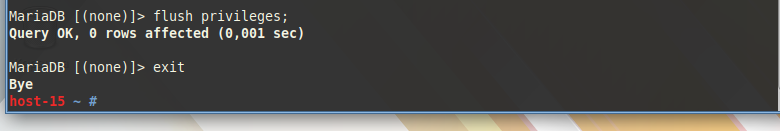 MariaDB [(none)]> flush privileges;
Query OK, 0 rows affected (0,001 sec)
MariaDB [(none)]> exit
Bye
host-15 ~ #